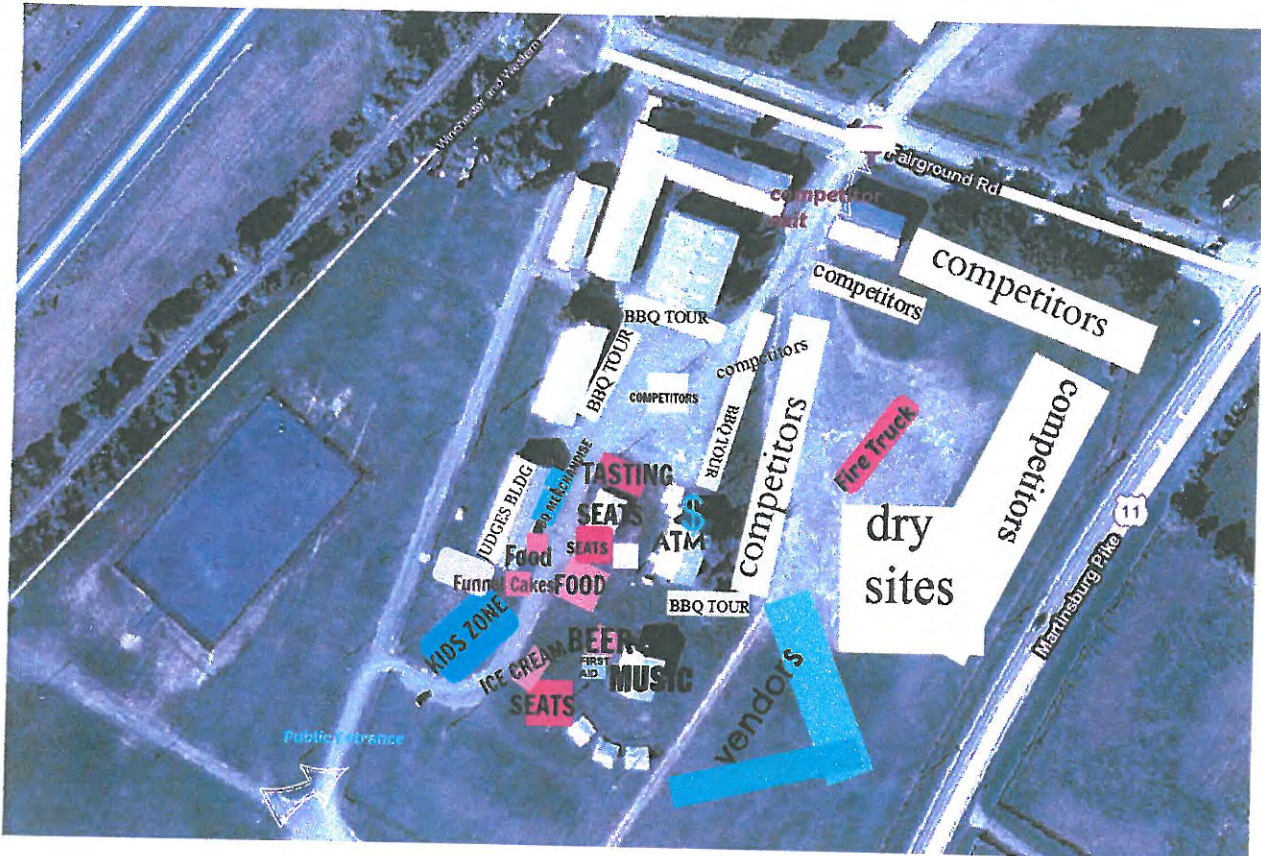 Winchester and Western
Fairground Rd
competitor
exit
competitors
competitors
BBQ TOUR
BBQ TOUR
competitors
COMPETITORS
BBQ TOUR
competitors
competitors
Fire Truck
BBQ MERCHANDISE
TASTING
SEATS
JUDGES BLDG
$
ATM
dry
sites
11
Martinsburg Pike
Food
SEATS
Funnel Cakes
FOOD
BBQ TOUR
KIDS ZONE
BEER
FIRST
AID
MUSIC
ICE CREAM
SEATS
vendors
Public Entrance